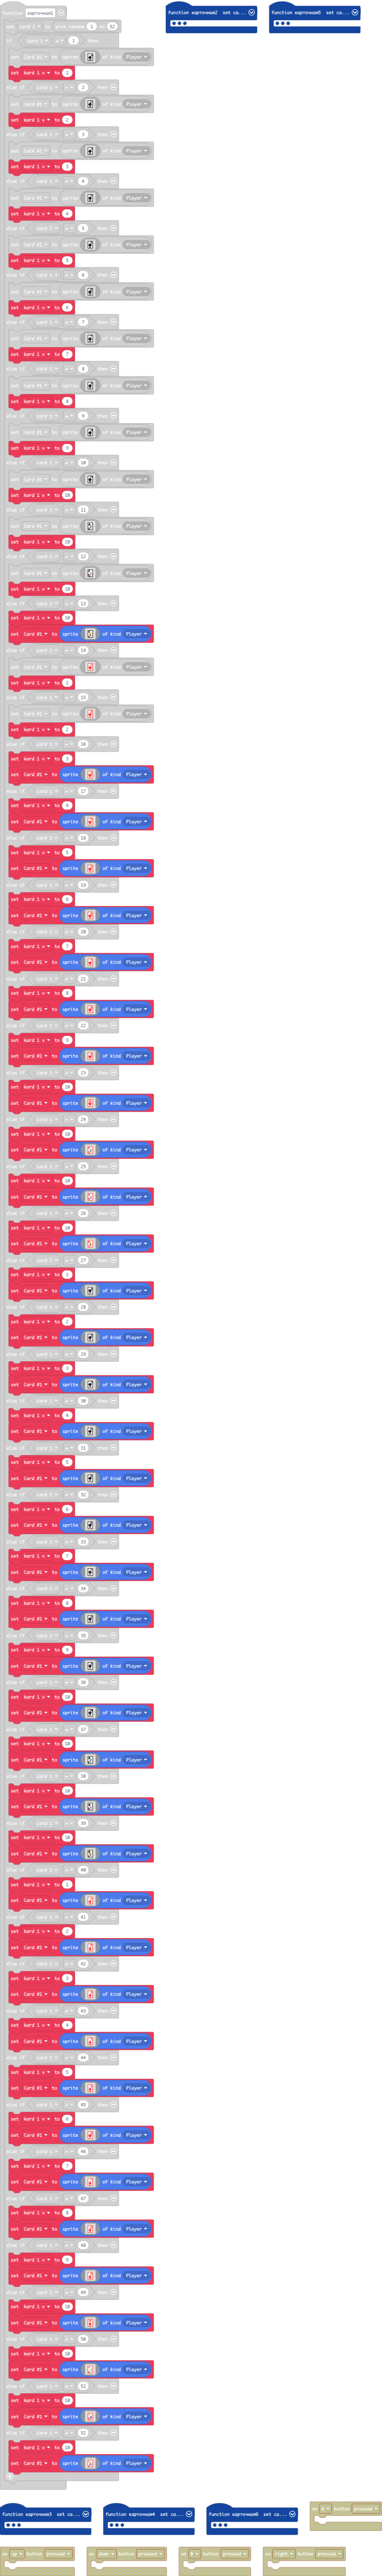 function карточкам1
function карточкам2 set ca...
function карточкам5 set ca...
set card 1 to pick random 1 to 52
if card 1 = 1 then
set Card #1 to sprite of kind Player
set kard 1 v to 1
else if card 1 = 2 then
set Card #1 to sprite of kind Player
set kard 1 v to 2
else if card 1 = 3 then
set Card #1 to sprite of kind Player
set kard 1 v to 3
else if card 1 = 4 then
set Card #1 to sprite of kind Player
set kard 1 v to 4
else if card 1 = 5 then
set Card #1 to sprite of kind Player
set kard 1 v to 5
else if card 1 = 6 then
set Card #1 to sprite of kind Player
set kard 1 v to 6
else if card 1 = 7 then
set Card #1 to sprite of kind Player
set kard 1 v to 7
else if card 1 = 8 then
set Card #1 to sprite of kind Player
set kard 1 v to 8
else if card 1 = 9 then
set Card #1 to sprite of kind Player
set kard 1 v to 9
else if card 1 = 10 then
set Card #1 to sprite of kind Player
set kard 1 v to 10
else if card 1 = 11 then
set Card #1 to sprite of kind Player
set kard 1 v to 10
else if card 1 = 12 then
set Card #1 to sprite of kind Player
set kard 1 v to 10
else if card 1 = 13 then
set kard 1 v to 10
set Card #1 to sprite of kind Player
else if card 1 = 14 then
set Card #1 to sprite of kind Player
set kard 1 v to 1
else if card 1 = 15 then
set Card #1 to sprite of kind Player
set kard 1 v to 2
else if card 1 = 16 then
set kard 1 v to 3
set Card #1 to sprite of kind Player
else if card 1 = 17 then
set kard 1 v to 4
set Card #1 to sprite of kind Player
else if card 1 = 18 then
set kard 1 v to 5
set Card #1 to sprite of kind Player
else if card 1 = 19 then
set kard 1 v to 6
set Card #1 to sprite of kind Player
else if card 1 = 20 then
set kard 1 v to 7
set Card #1 to sprite of kind Player
else if card 1 = 21 then
set kard 1 v to 8
set Card #1 to sprite of kind Player
else if card 1 = 22 then
set kard 1 v to 9
set Card #1 to sprite of kind Player
else if card 1 = 23 then
set kard 1 v to 10
set Card #1 to sprite of kind Player
else if card 1 = 24 then
set kard 1 v to 10
set Card #1 to sprite of kind Player
else if card 1 = 25 then
set kard 1 v to 10
set Card #1 to sprite of kind Player
else if card 1 = 26 then
set kard 1 v to 10
set Card #1 to sprite of kind Player
else if card 1 = 27 then
set kard 1 v to 1
set Card #1 to sprite of kind Player
else if card 1 = 28 then
set kard 1 v to 2
set Card #1 to sprite of kind Player
else if card 1 = 29 then
set kard 1 v to 3
set Card #1 to sprite of kind Player
else if card 1 = 30 then
set kard 1 v to 4
set Card #1 to sprite of kind Player
else if card 1 = 31 then
set kard 1 v to 5
set Card #1 to sprite of kind Player
else if card 1 = 32 then
set kard 1 v to 6
set Card #1 to sprite of kind Player
else if card 1 = 33 then
set kard 1 v to 7
set Card #1 to sprite of kind Player
else if card 1 = 34 then
set kard 1 v to 8
set Card #1 to sprite of kind Player
else if card 1 = 35 then
set kard 1 v to 9
set Card #1 to sprite of kind Player
else if card 1 = 36 then
set kard 1 v to 10
set Card #1 to sprite of kind Player
else if card 1 = 37 then
set kard 1 v to 10
set Card #1 to sprite of kind Player
else if card 1 = 38 then
set kard 1 v to 10
set Card #1 to sprite of kind Player
else if card 1 = 39 then
set kard 1 v to 10
set Card #1 to sprite of kind Player
else if card 1 = 40 then
set kard 1 v to 1
set Card #1 to sprite of kind Player
else if card 1 = 41 then
set kard 1 v to 2
set Card #1 to sprite of kind Player
else if card 1 = 42 then
set kard 1 v to 3
set Card #1 to sprite of kind Player
else if card 1 = 43 then
set kard 1 v to 4
set Card #1 to sprite of kind Player
else if card 1 = 44 then
set kard 1 v to 5
set Card #1 to sprite of kind Player
else if card 1 = 45 then
set kard 1 v to 6
set Card #1 to sprite of kind Player
else if card 1 = 46 then
set kard 1 v to 7
set Card #1 to sprite of kind Player
else if card 1 = 47 then
set kard 1 v to 8
set Card #1 to sprite of kind Player
else if card 1 = 48 then
set kard 1 v to 9
set Card #1 to sprite of kind Player
else if card 1 = 49 then
set kard 1 v to 10
set Card #1 to sprite of kind Player
else if card 1 = 50 then
set kard 1 v to 10
set Card #1 to sprite of kind Player
else if card 1 = 51 then
set kard 1 v to 10
set Card #1 to sprite of kind Player
else if card 1 = 52 then
set kard 1 v to 10
set Card #1 to sprite of kind Player
function карточкам3 set ca...
function карточкам4 set ca...
function карточкам6 set ca...
on A button pressed
on up button pressed
on down button pressed
on B button pressed
on right button pressed